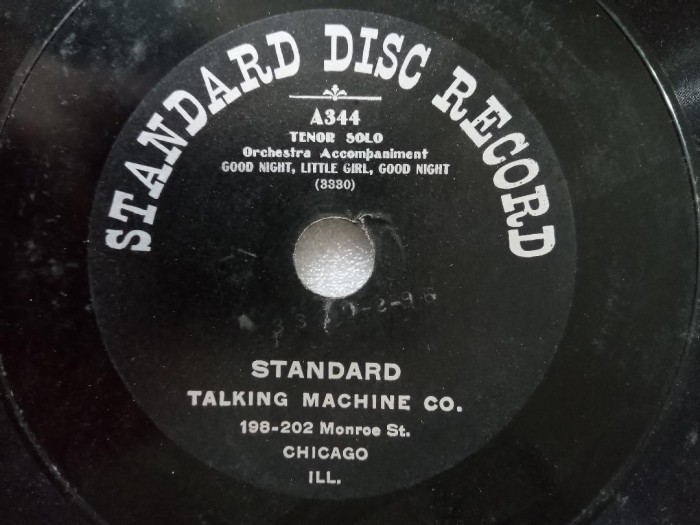 STANDARD DISC RECORD
A344
TENOR SOLO
Orchestra Accompaniment
GOOD NIGHT, LITTLE GIRL, GOOD NIGHT
(3330)
STANDARD
TALKING MACHINE CO.
198-202 Monroe St.
CHICAGO
ILL.